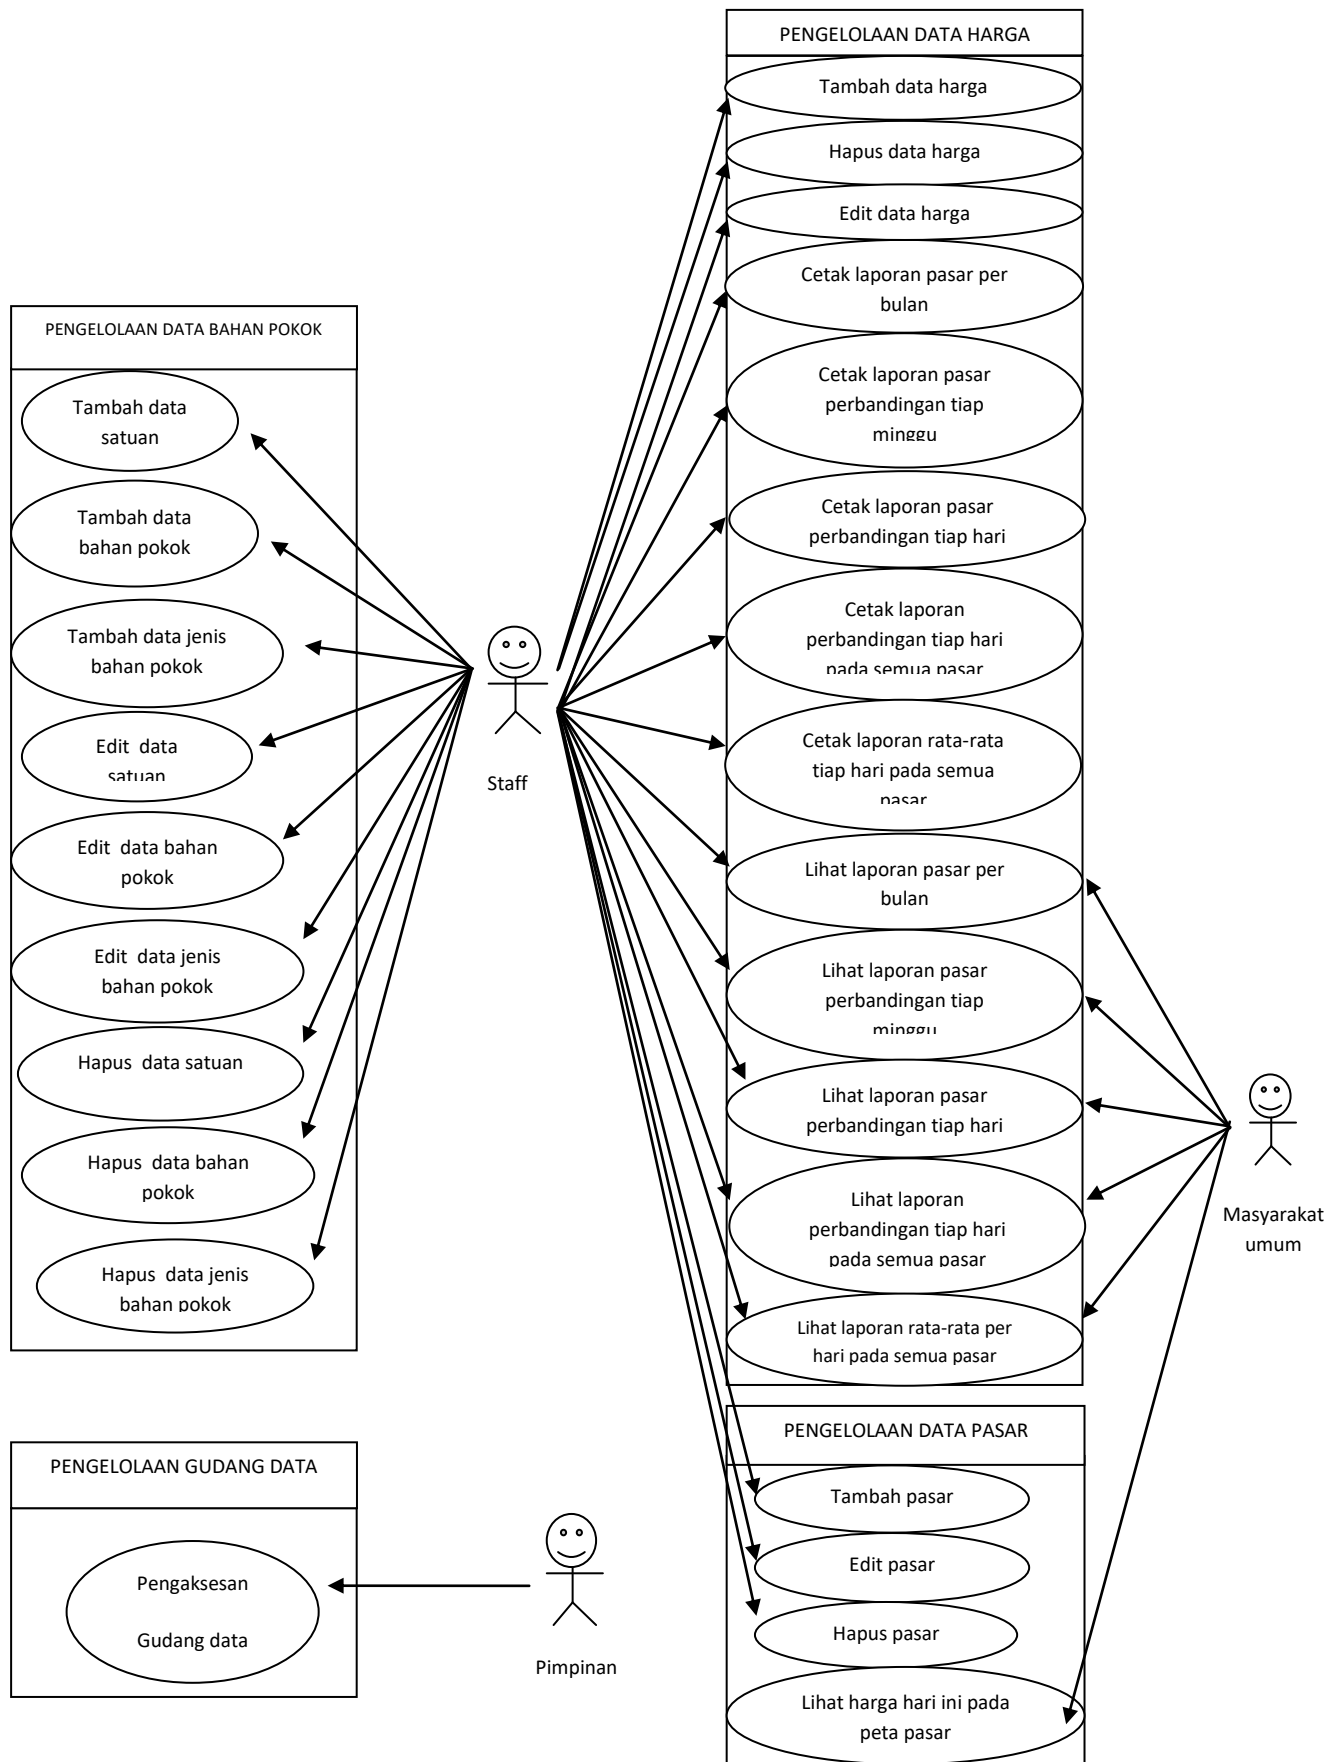 PENGELOLAAN DATA HARGA
Tambah data harga
Hapus data harga
Edit data harga
Cetak laporan pasar per
bulan
Cetak laporan pasar
perbandingan tiap
minggu
Cetak laporan pasar
perbandingan tiap hari
Cetak laporan
perbandingan tiap hari
pada semua pasar
Cetak laporan rata-rata
tiap hari pada semua
pasar
Lihat laporan pasar per
bulan
Lihat laporan pasar
perbandingan tiap
minggu
Lihat laporan pasar
perbandingan tiap hari
Lihat laporan
perbandingan tiap hari
pada semua pasar
Lihat laporan rata-rata per
hari pada semua pasar
PENGELOLAAN DATA BAHAN POKOK
Tambah data
satuan
Tambah data
bahan pokok
Tambah data jenis
bahan pokok
Edit data
satuan
Edit data bahan
pokok
Edit data jenis
bahan pokok
Hapus data satuan
Hapus data bahan
pokok
Hapus data jenis
bahan pokok
Staff
Masyarakat
umum
PENGELOLAAN GUDANG DATA
Pengaksesan
Gudang data
Pimpinan
PENGELOLAAN DATA PASAR
Tambah pasar
Edit pasar
Hapus pasar
Lihat harga hari ini pada
peta pasar